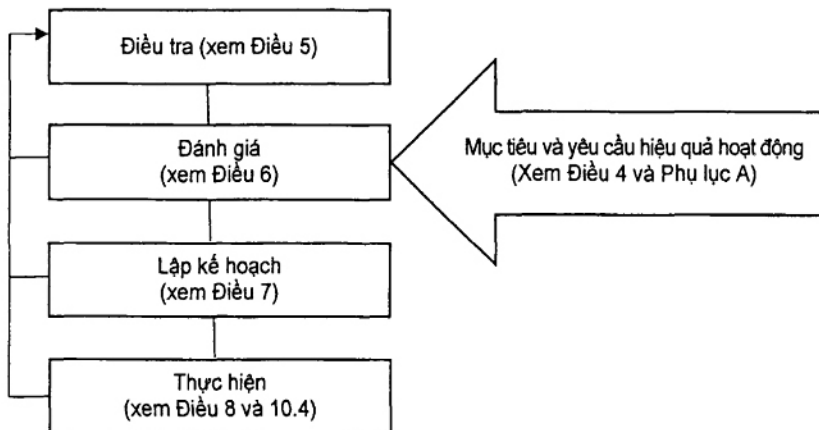 Điều tra (xem Điều 5)
Đánh giá
(xem Điều 6)
Mục tiêu và yêu cầu hiệu quả hoạt động
(Xem Điều 4 và Phụ lục A)
Lập kế hoạch
(xem Điều 7)
Thực hiện
(xem Điều 8 và 10.4)